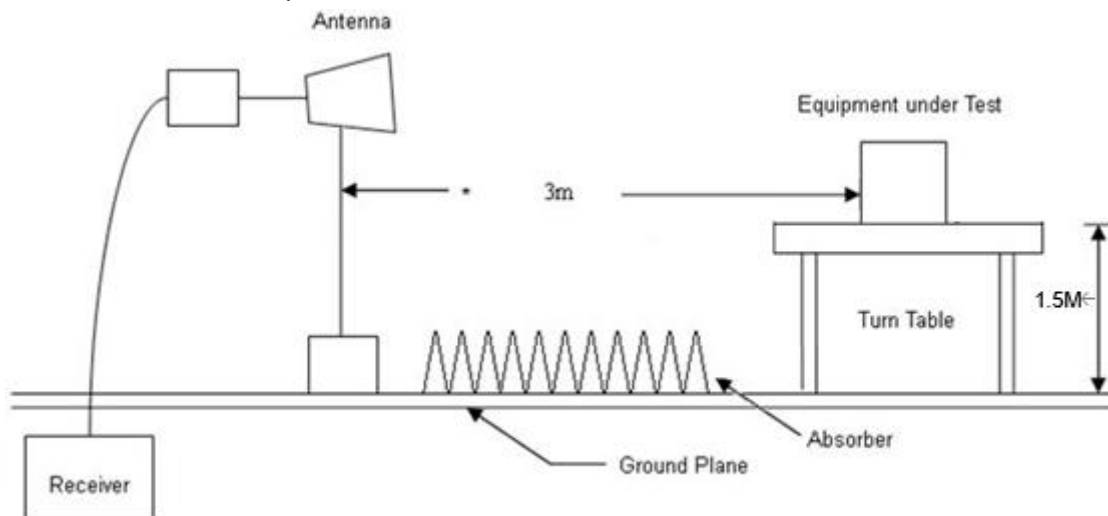 Antenna
Equipment under Test
* 3m
1.5M←
Turn Table
Absorber
Ground Plane
Receiver